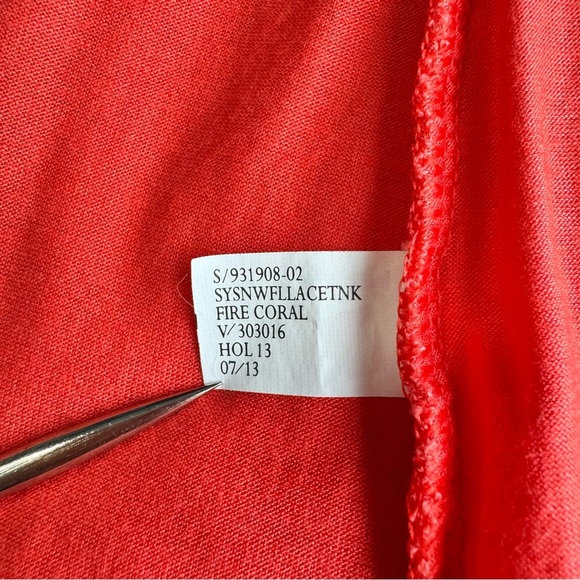 S/931908-02
SYSNWFLLACETNK
FIRE CORAL
V/303016
HOL 13
07/13